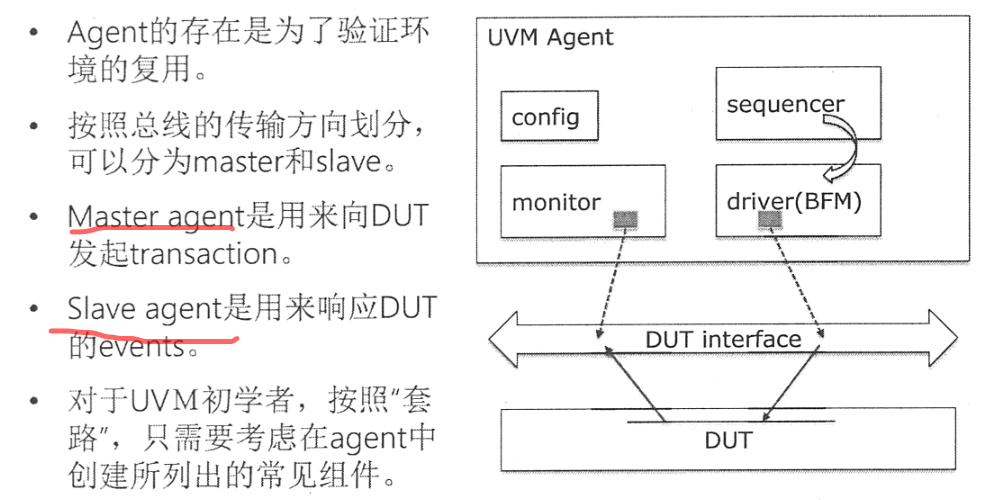 • Agent的存在是为了验证环
境的复用。
• 按照总线的传输方向划分，
可以分为master和slave。
• Master agent是用来向DUT
发起transaction。
• Slave agent是用来响应DUT
的events。
• 对于UVM初学者，按照“套
路”，只需要考虑在agent中
创建所列出的常见组件。
UVM Agent
config
sequencer
monitor
driver(BFM)
DUT interface
DUT